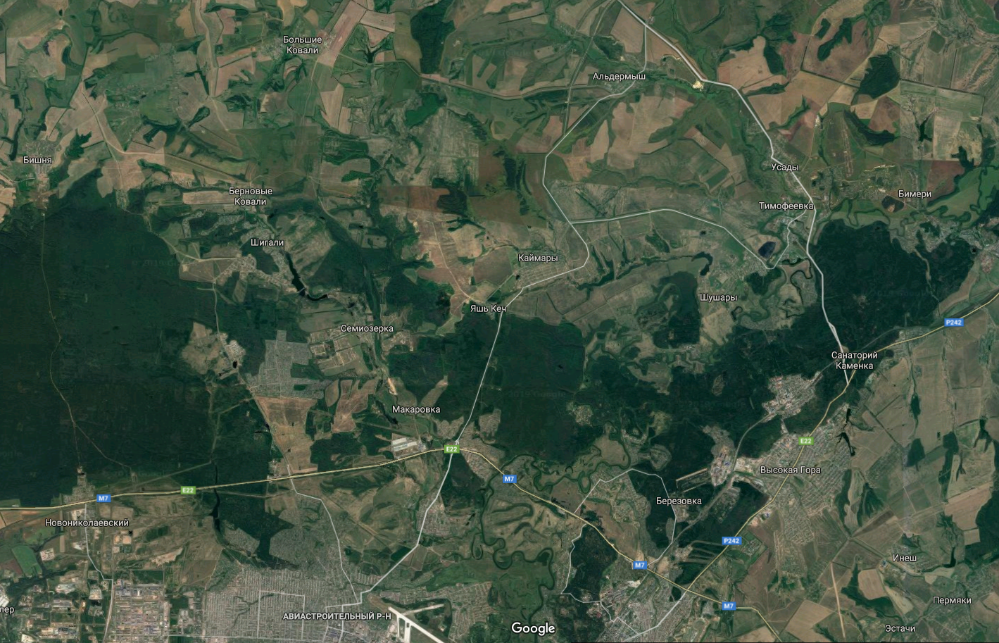 Большие
Ковали
Альдермыш
Бишня
Усады
Берновые
Ковали
Бимери
Тимофеевка
Шигали
Каймары
Шушары
Яшь Кеч
P242
Семиозерка
Санаторий
Каменка
Макаровка
E22
E22
Высокая Гора
M7
E22
M7
Березовка
Новониколаевский
P242
Инеш
M7
Пермяки
M7
лер
АВИАСТРОИТЕЛЬНЫЙ Р-Н
Google
Эстачи